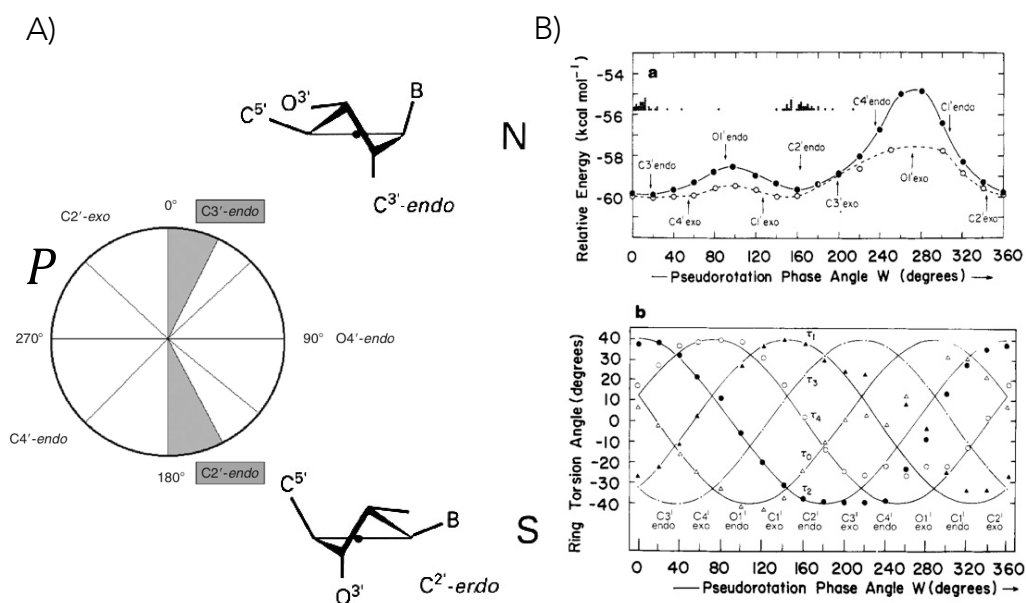 A)
O3'
C5'
B
N
C3'-endo
C2'-exo
0°
C3'-endo
P
270°
90° O4'-endo
C4'-endo
180°
C2'-endo
C5'
B
S
O3'
C2'-endo
B)
a
Relative Energy (kcal mol⁻¹)
-54
-56
-58
-60
C3'endo
C4'exo
O1'endo
C1'exo
C2'endo
C3'exo
C4'endo
O1'exo
C1'endo
C2'exo
0 40 80 120 160 200 240 280 320 360
Pseudorotation Phase Angle W (degrees)
b
Ring Torsion Angle (degrees)
40
30
20
10
0
-10
-20
-30
-40
τ1
τ3
τ4
τ0
τ2
C3' endo C4' exo O1' endo C1' exo C2' endo C3' exo C4' endo O1' exo C1' endo C2' exo
0 40 80 120 160 200 240 280 320 360
Pseudorotation Phase Angle W (degrees)